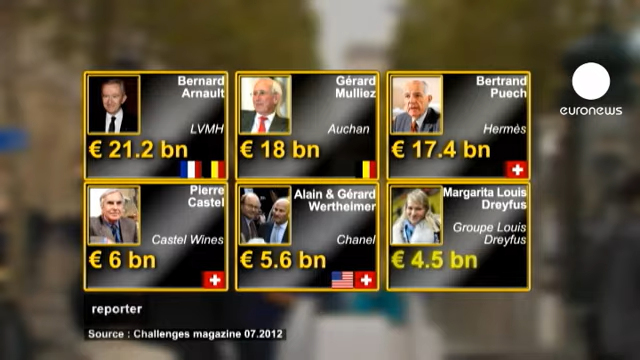 Bernard
Arnault
LVMH
€ 21.2 bn
Gérard
Mulliez
Auchan
€ 18 bn
Bertrand
Puech
Hermès
€ 17.4 bn
euronews
Pierre
Castel
Castel Wines
€ 6 bn
Alain & Gérard
Wertheimer
Chanel
€ 5.6 bn
Margarita Louis
Dreyfus
Groupe Louis
Dreyfus
€ 4.5 bn
reporter
Source : Challenges magazine 07.2012